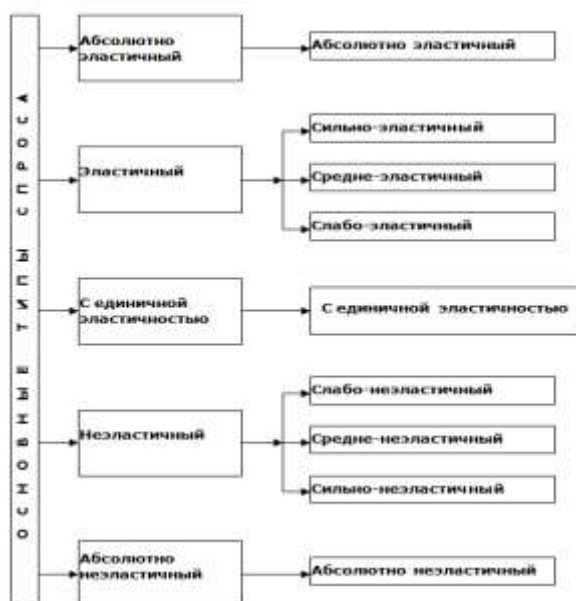 ОСНОВНЫЕ ТИПЫ СПРОСА
Абсолютно
эластичный
Абсолютно эластичный
Эластичный
Сильно-эластичный
Средне-эластичный
Слабо-эластичный
С единичной
эластичностью
С единичной эластичностью
Неэластичный
Слабо-неэластичный
Средне-неэластичный
Сильно-неэластичный
Абсолютно
неэластичный
Абсолютно неэластичный